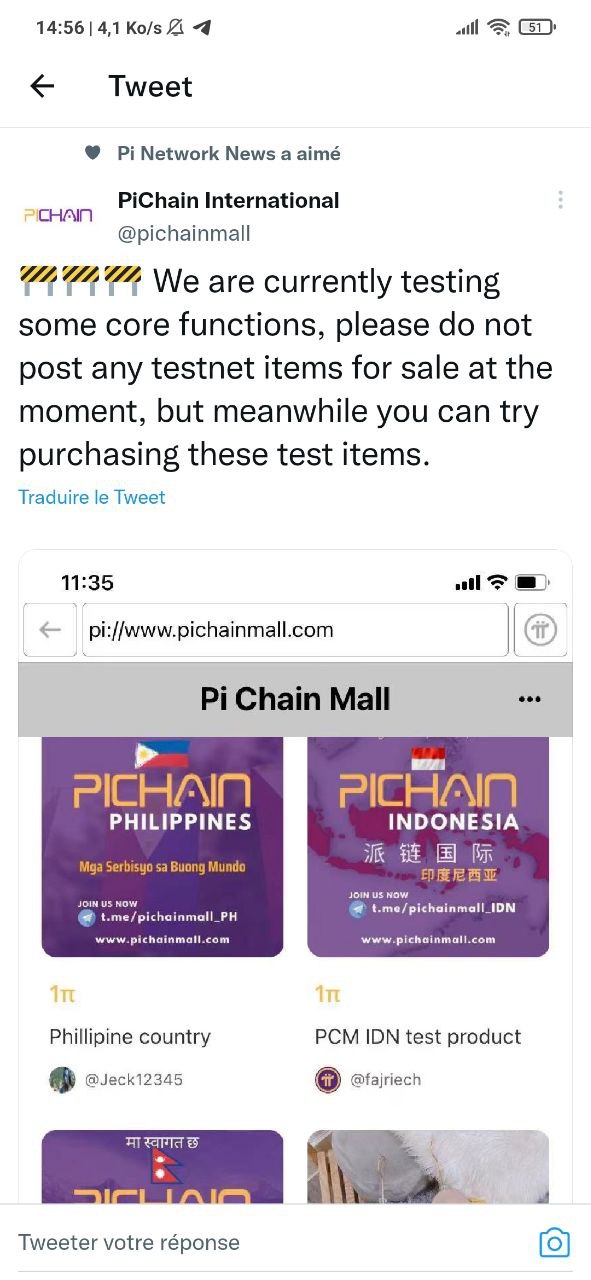 14:56 | 4,1 Ko/s
51
Tweet
Pi Network News a aimé
PICHAIN
PiChain International
@pichainmall
🚧🚧🚧 We are currently testing
some core functions, please do not
post any testnet items for sale at the
moment, but meanwhile you can try
purchasing these test items.
Traduire le Tweet
11:35
pi://www.pichainmall.com
Pi Chain Mall
PICHAIN
PHILIPPINES
Mga Serbisyo sa Buong Mundo
JOIN US NOW
t.me/pichainmall_PH
www.pichainmall.com
PICHAIN
INDONESIA
派链国际
印度尼西亚
JOIN US NOW
t.me/pichainmall_IDN
www.pichainmall.com
1π
Phillipine country
@Jeck12345
1π
PCM IDN test product
@fajriech
मा स्वागत छ
PICHAIN
Tweeter votre réponse